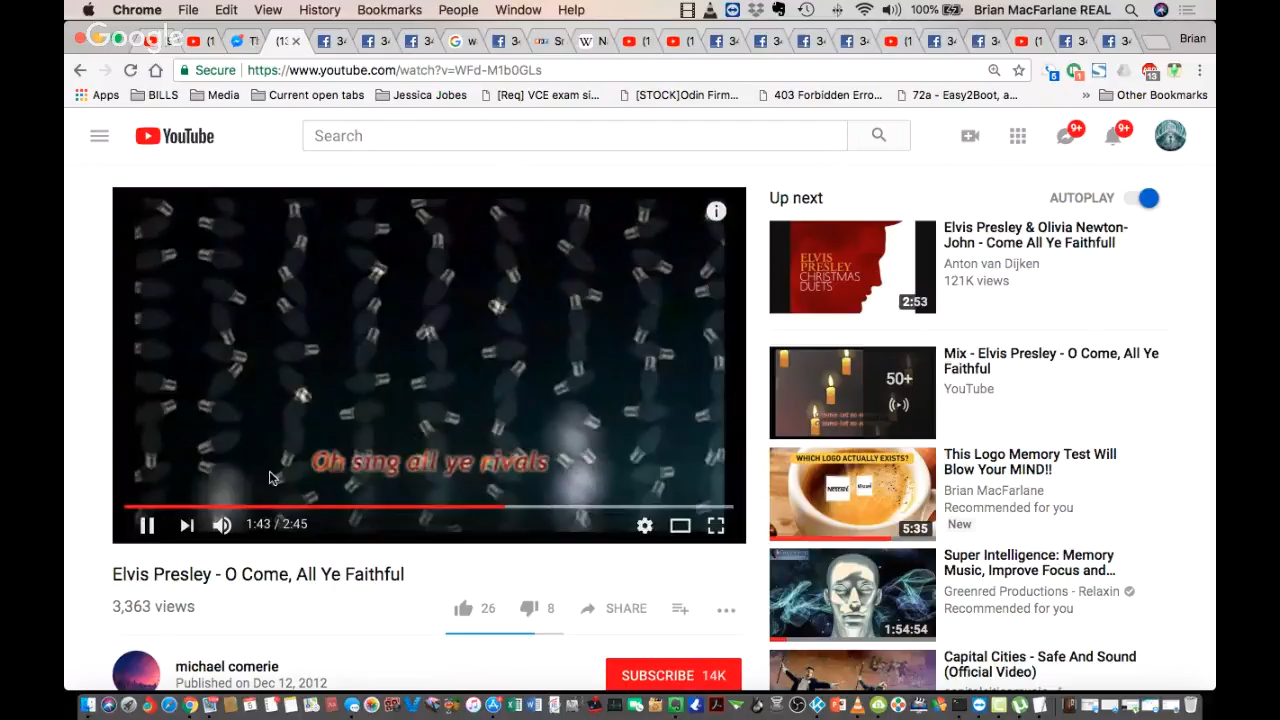 Chrome File Edit View History Bookmarks People Window Help 100% Brian MacFarlane REAL
Google
Brian
Secure https://www.youtube.com/watch?v=WFd-M1b0GLs
Apps BILLS Media Current open tabs Jessica Jobes [Req] VCE exam si... [STOCK]Odin Firm... 403 Forbidden Erro... 72a - Easy2Boot, a... » Other Bookmarks
YouTube
Search
9+ 9+
Up next AUTOPLAY
Elvis Presley & Olivia Newton-
John - Come All Ye Faithfull
Anton van Dijken
121K views
ELVIS
PRESLEY
CHRISTMAS
DUETS
2:53
Mix - Elvis Presley - O Come, All Ye
Faithful
YouTube
50+
This Logo Memory Test Will
Blow Your MIND!!
Brian MacFarlane
Recommended for you
New
WHICH LOGO ACTUALLY EXISTS?
5:35
Super Intelligence: Memory
Music, Improve Focus and...
Greenred Productions - Relaxin
Recommended for you
1:54:54
Capital Cities - Safe And Sound
(Official Video)
Oh sing all ye rivals
1:43 / 2:45
Elvis Presley - O Come, All Ye Faithful
3,363 views
26 8 SHARE
michael comerie
Published on Dec 12, 2012
SUBSCRIBE 14K